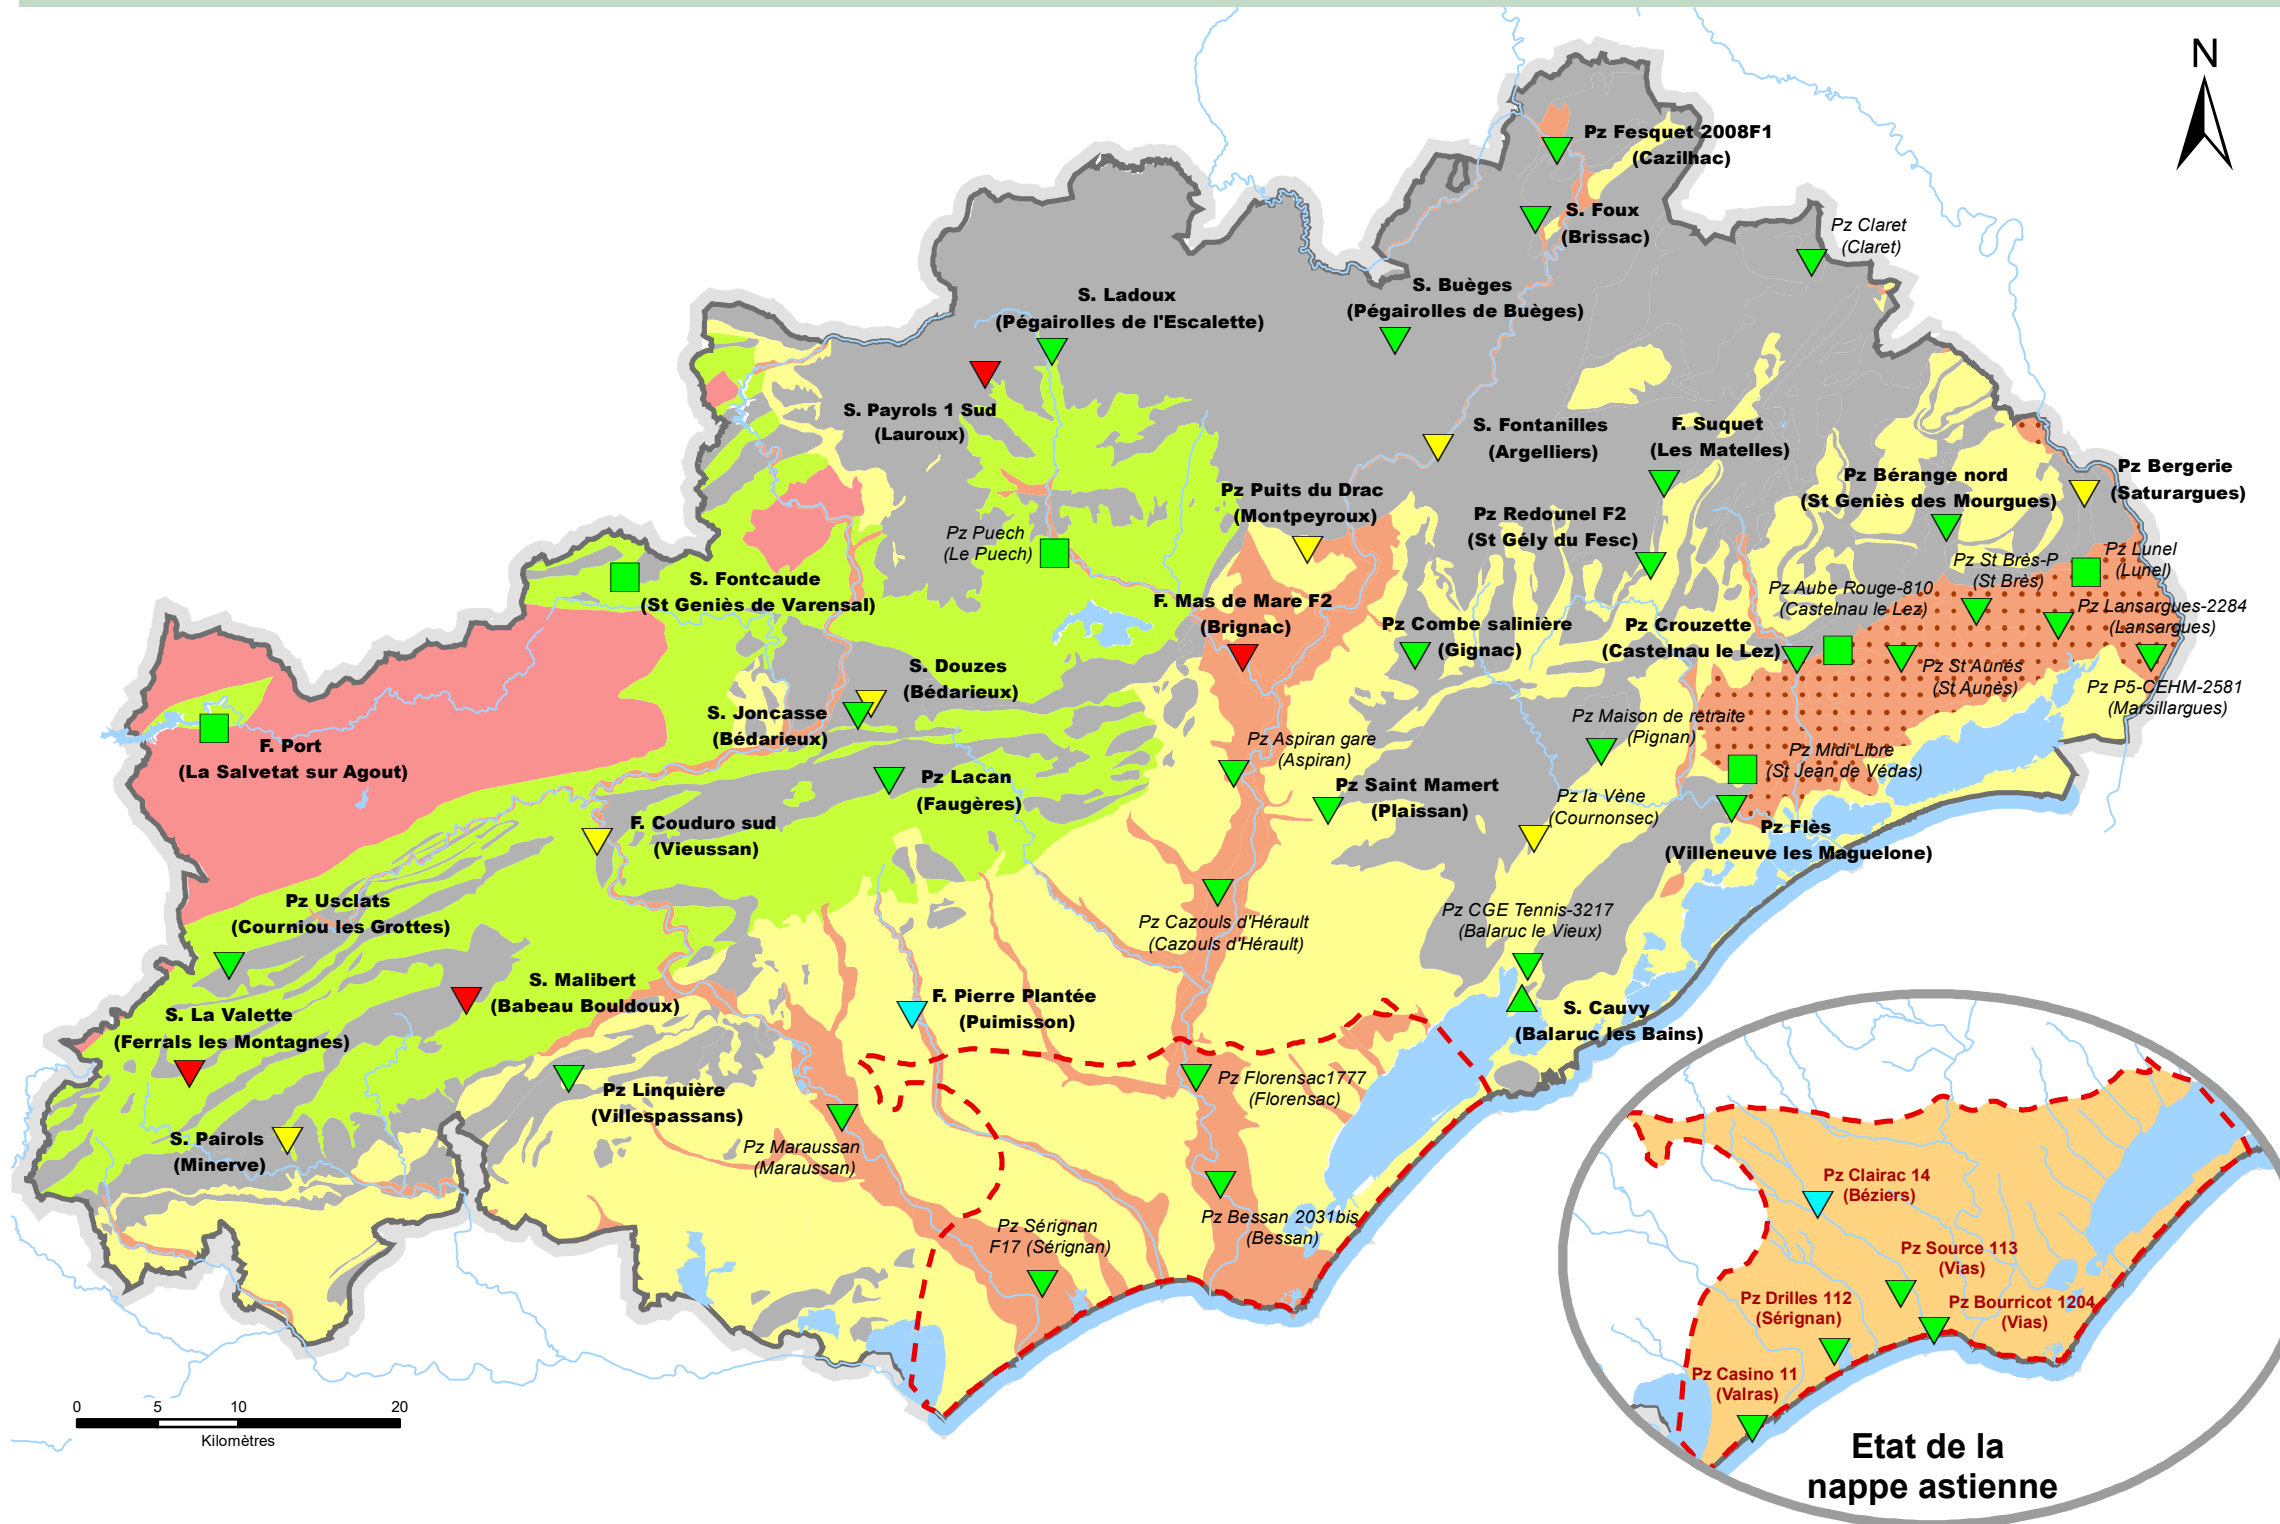 N
Pz Fesquet 2008F1
(Cazilhac)
S. Foux
(Brissac)
Pz Claret
(Claret)
S. Buèges
(Pégairolles de Buèges)
S. Ladoux
(Pégairolles de l'Escalette)
S. Payrols 1 Sud
(Lauroux)
S. Fontanilles
(Argelliers)
F. Suquet
(Les Matelles)
Pz Bérange nord
(St Geniès des Mourgues)
Pz Bergerie
(Saturargues)
Pz Puits du Drac
(Montpeyroux)
Pz Redounel F2
(St Gély du Fesc)
Pz Puech
(Le Puech)
Pz St Brès-P
(St Brès)
Pz Lunel
(Lunel)
S. Fontcaude
(St Geniès de Varensal)
Pz Aube Rouge-810
(Castelnau le Lez)
F. Mas de Mare F2
(Brignac)
Pz Combe salinière
(Gignac)
Pz Crouzette
(Castelnau le Lez)
Pz Lansargues-2284
(Lansargues)
S. Douzes
(Bédarieux)
Pz St Aunés
(St Aunès)
Pz P5-CEHM-2581
(Marsillargues)
S. Joncasse
(Bédarieux)
Pz Maison de retraite
(Pignan)
F. Port
(La Salvetat sur Agout)
Pz Aspiran gare
(Aspiran)
Pz Midi LIbre
(St Jean de Védas)
Pz Lacan
(Faugères)
Pz Saint Mamert
(Plaissan)
Pz la Vène
(Cournonsec)
F. Couduro sud
(Vieussan)
Pz Flès
(Villeneuve les Maguelone)
Pz Usclats
(Courniou les Grottes)
Pz Cazouls d'Hérault
(Cazouls d'Hérault)
Pz CGE Tennis-3217
(Balaruc le Vieux)
S. Malibert
(Babeau Bouldoux)
F. Pierre Plantée
(Puimisson)
S. Cauvy
(Balaruc les Bains)
S. La Valette
(Ferrals les Montagnes)
Pz Linquière
(Villespassans)
Pz Florensac1777
(Florensac)
S. Pairols
(Minerve)
Pz Maraussan
(Maraussan)
Pz Sérignan
F17 (Sérignan)
Pz Bessan 2031bis
(Bessan)
Pz Clairac 14
(Béziers)
Pz Source 113
(Vias)
Pz Drilles 112
(Sérignan)
Pz Bourricot 1204
(Vias)
Pz Casino 11
(Valras)
0 5 10 20
Kilomètres
Etat de la
nappe astienne